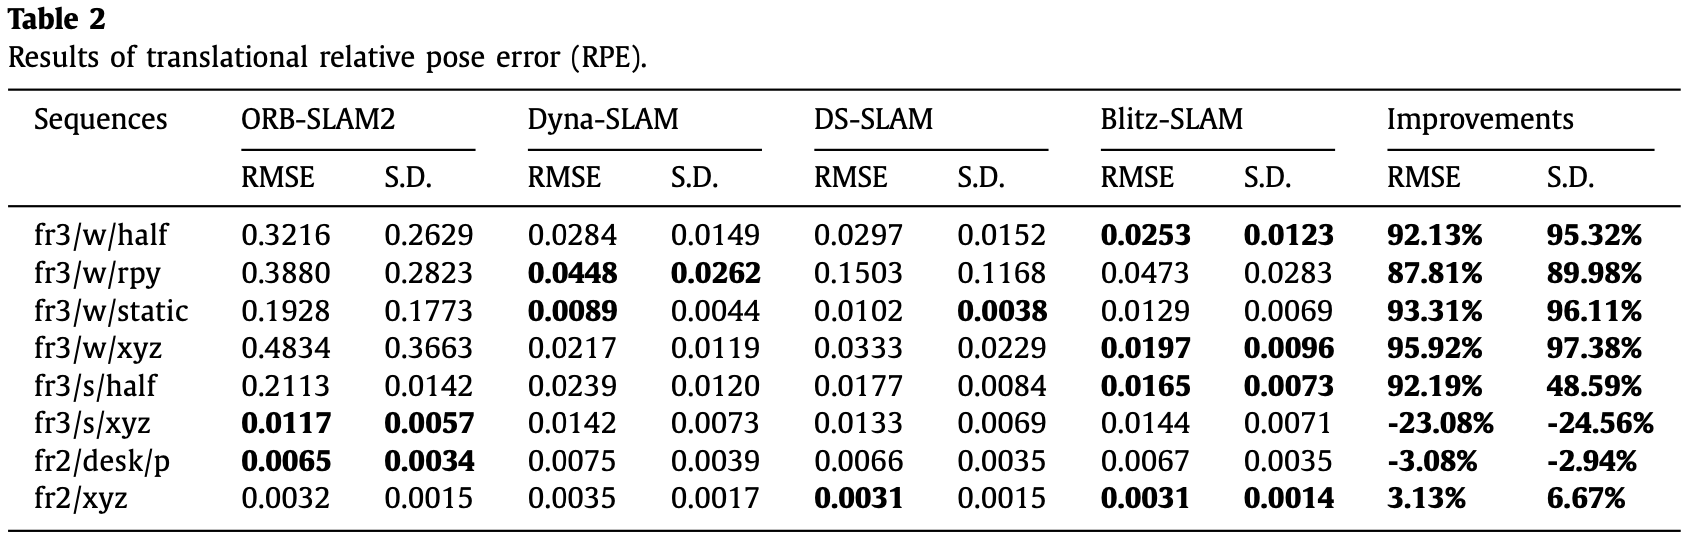 Table 2
Results of translational relative pose error (RPE).
Sequences ORB-SLAM2 Dyna-SLAM DS-SLAM Blitz-SLAM Improvements
RMSE S.D. RMSE S.D. RMSE S.D. RMSE S.D. RMSE S.D.
fr3/w/half 0.3216 0.2629 0.0284 0.0149 0.0297 0.0152 0.0253 0.0123 92.13% 95.32%
fr3/w/rpy 0.3880 0.2823 0.0448 0.0262 0.1503 0.1168 0.0473 0.0283 87.81% 89.98%
fr3/w/static 0.1928 0.1773 0.0089 0.0044 0.0102 0.0038 0.0129 0.0069 93.31% 96.11%
fr3/w/xyz 0.4834 0.3663 0.0217 0.0119 0.0333 0.0229 0.0197 0.0096 95.92% 97.38%
fr3/s/half 0.2113 0.0142 0.0239 0.0120 0.0177 0.0084 0.0165 0.0073 92.19% 48.59%
fr3/s/xyz 0.0117 0.0057 0.0142 0.0073 0.0133 0.0069 0.0144 0.0071 -23.08% -24.56%
fr2/desk/p 0.0065 0.0034 0.0075 0.0039 0.0066 0.0035 0.0067 0.0035 -3.08% -2.94%
fr2/xyz 0.0032 0.0015 0.0035 0.0017 0.0031 0.0015 0.0031 0.0014 3.13% 6.67%